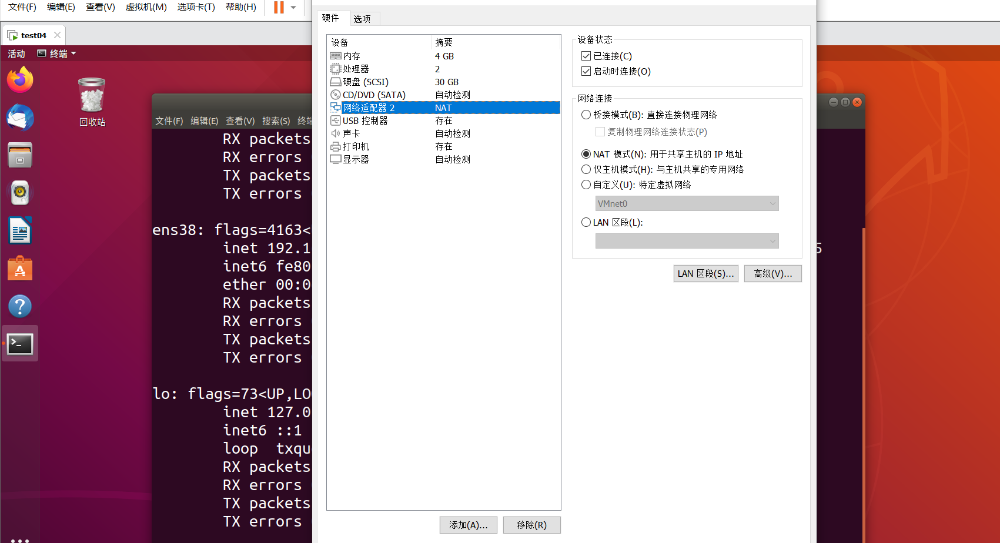 文件(F) 编辑(E) 查看(V) 虚拟机(M) 选项卡(T) 帮助(H)
test04
活动 终端
回收站
文件(F) 编辑(E) 查看(V) 搜索(S) 终端
RX packets
RX errors
TX packets
TX errors
ens38: flags=4163<
inet 192.1
5
inet6 fe80
ether 00:0
RX packets
RX errors
TX packets
TX errors
lo: flags=73<UP,LO
inet 127.0
inet6 ::1
loop txqu
RX packets
RX errors
TX packets
TX errors
硬件 选项
设备 摘要
内存 4 GB
处理器 2
硬盘 (SCSI) 30 GB
CD/DVD (SATA) 自动检测
网络适配器 2 NAT
USB 控制器 存在
声卡 自动检测
打印机 存在
显示器 自动检测
添加(A)... 移除(R)
设备状态
已连接(C)
启动时连接(O)
网络连接
桥接模式(B): 直接连接物理网络
复制物理网络连接状态(P)
NAT 模式(N): 用于共享主机的 IP 地址
仅主机模式(H): 与主机共享的专用网络
自定义(U): 特定虚拟网络
VMnet0
LAN 区段(L):
LAN 区段(S)... 高级(V)...